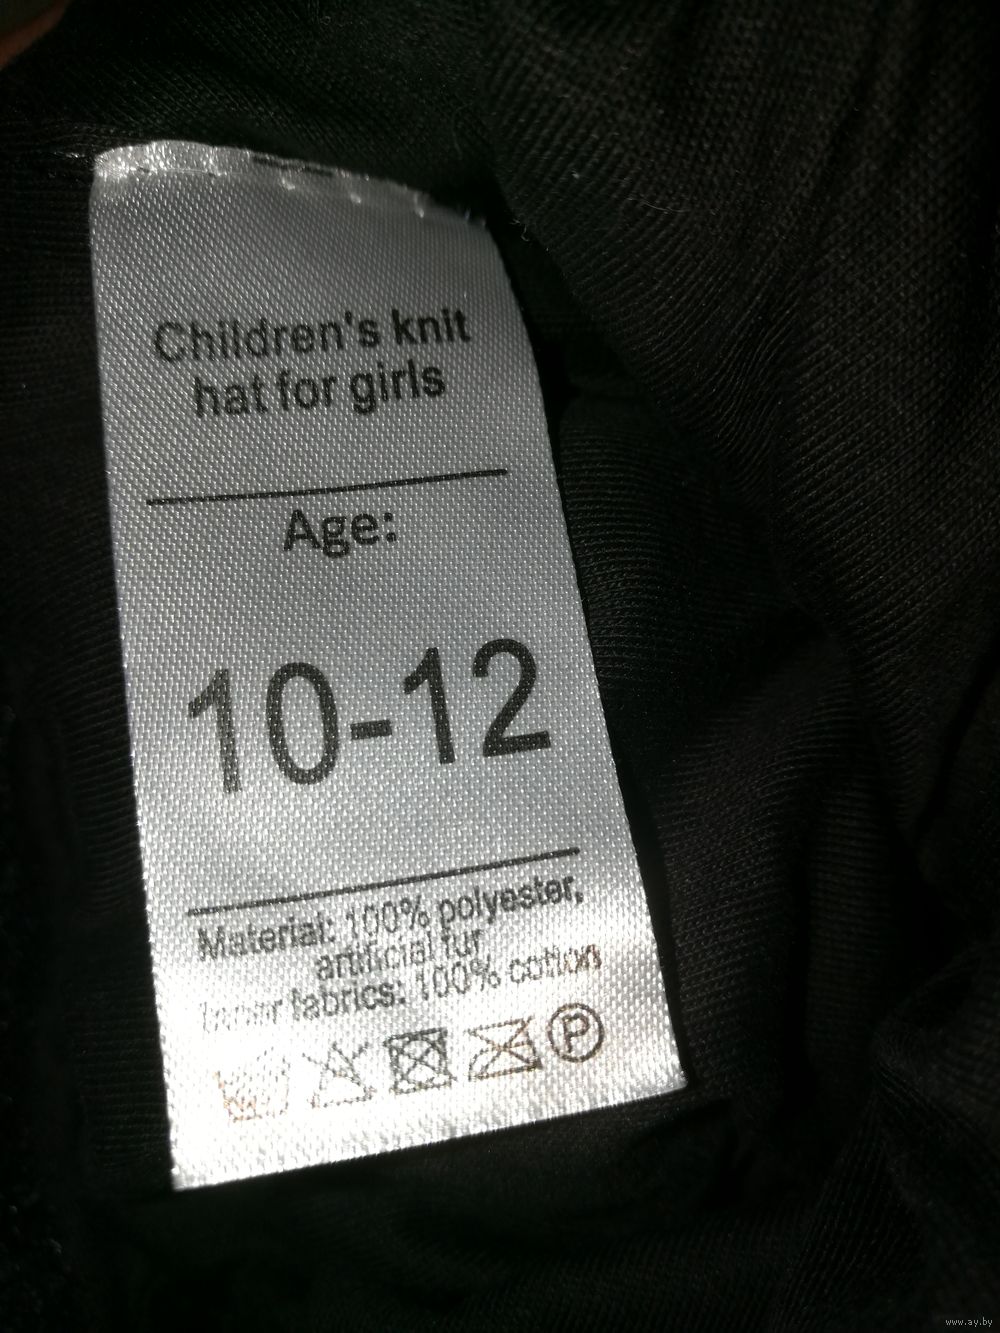 Children's knit
hat for girls
Age:
10-12
Material: 100% polyester,
artificial fur
Inner fabrics: 100% cotton
P
www.ay.by